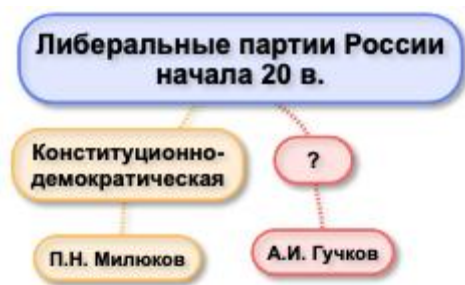 Либеральные партии России
начала 20 в.
Конституционно-
демократическая
?
П.Н. Милюков
А.И. Гучков